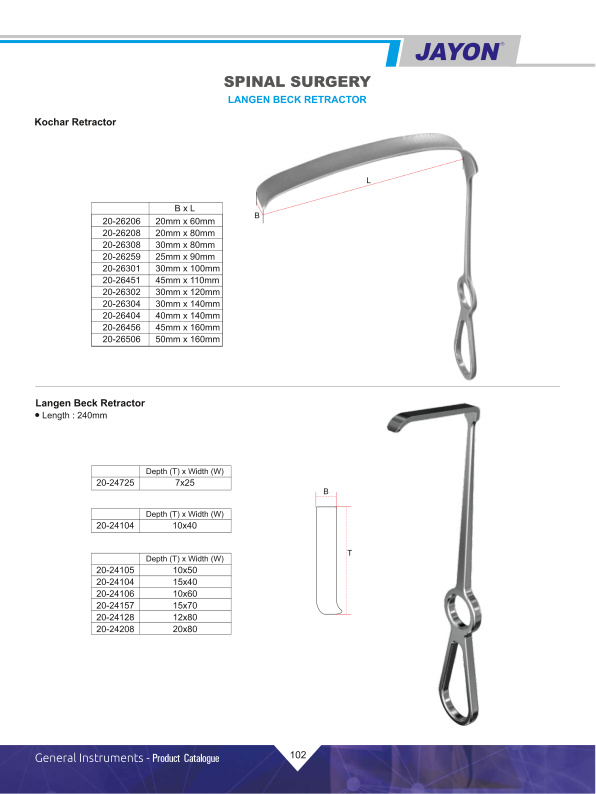 JAYON®
SPINAL SURGERY
LANGEN BECK RETRACTOR
Kochar Retractor
L
B
B x L
20-26206 20mm x 60mm
20-26208 20mm x 80mm
20-26308 30mm x 80mm
20-26259 25mm x 90mm
20-26301 30mm x 100mm
20-26451 45mm x 110mm
20-26302 30mm x 120mm
20-26304 30mm x 140mm
20-26404 40mm x 140mm
20-26456 45mm x 160mm
20-26506 50mm x 160mm
Langen Beck Retractor
• Length : 240mm
Depth (T) x Width (W)
20-24725 7x25
Depth (T) x Width (W)
20-24104 10x40
Depth (T) x Width (W)
20-24105 10x50
20-24104 15x40
20-24106 10x60
20-24157 15x70
20-24128 12x80
20-24208 20x80
B
T
General Instruments - Product Catalogue
102